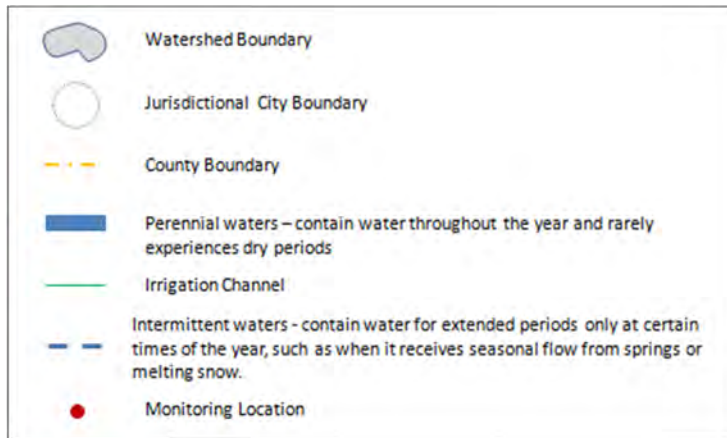 Watershed Boundary
Jurisdictional City Boundary
County Boundary
Perennial waters – contain water throughout the year and rarely
experiences dry periods
Irrigation Channel
Intermittent waters - contain water for extended periods only at certain
times of the year, such as when it receives seasonal flow from springs or
melting snow.
Monitoring Location